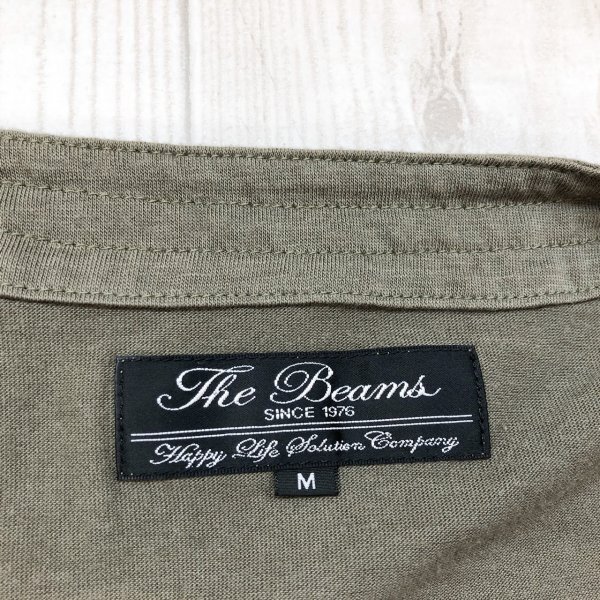 The Beams
SINCE 1976
Happy Life Solution Company
M